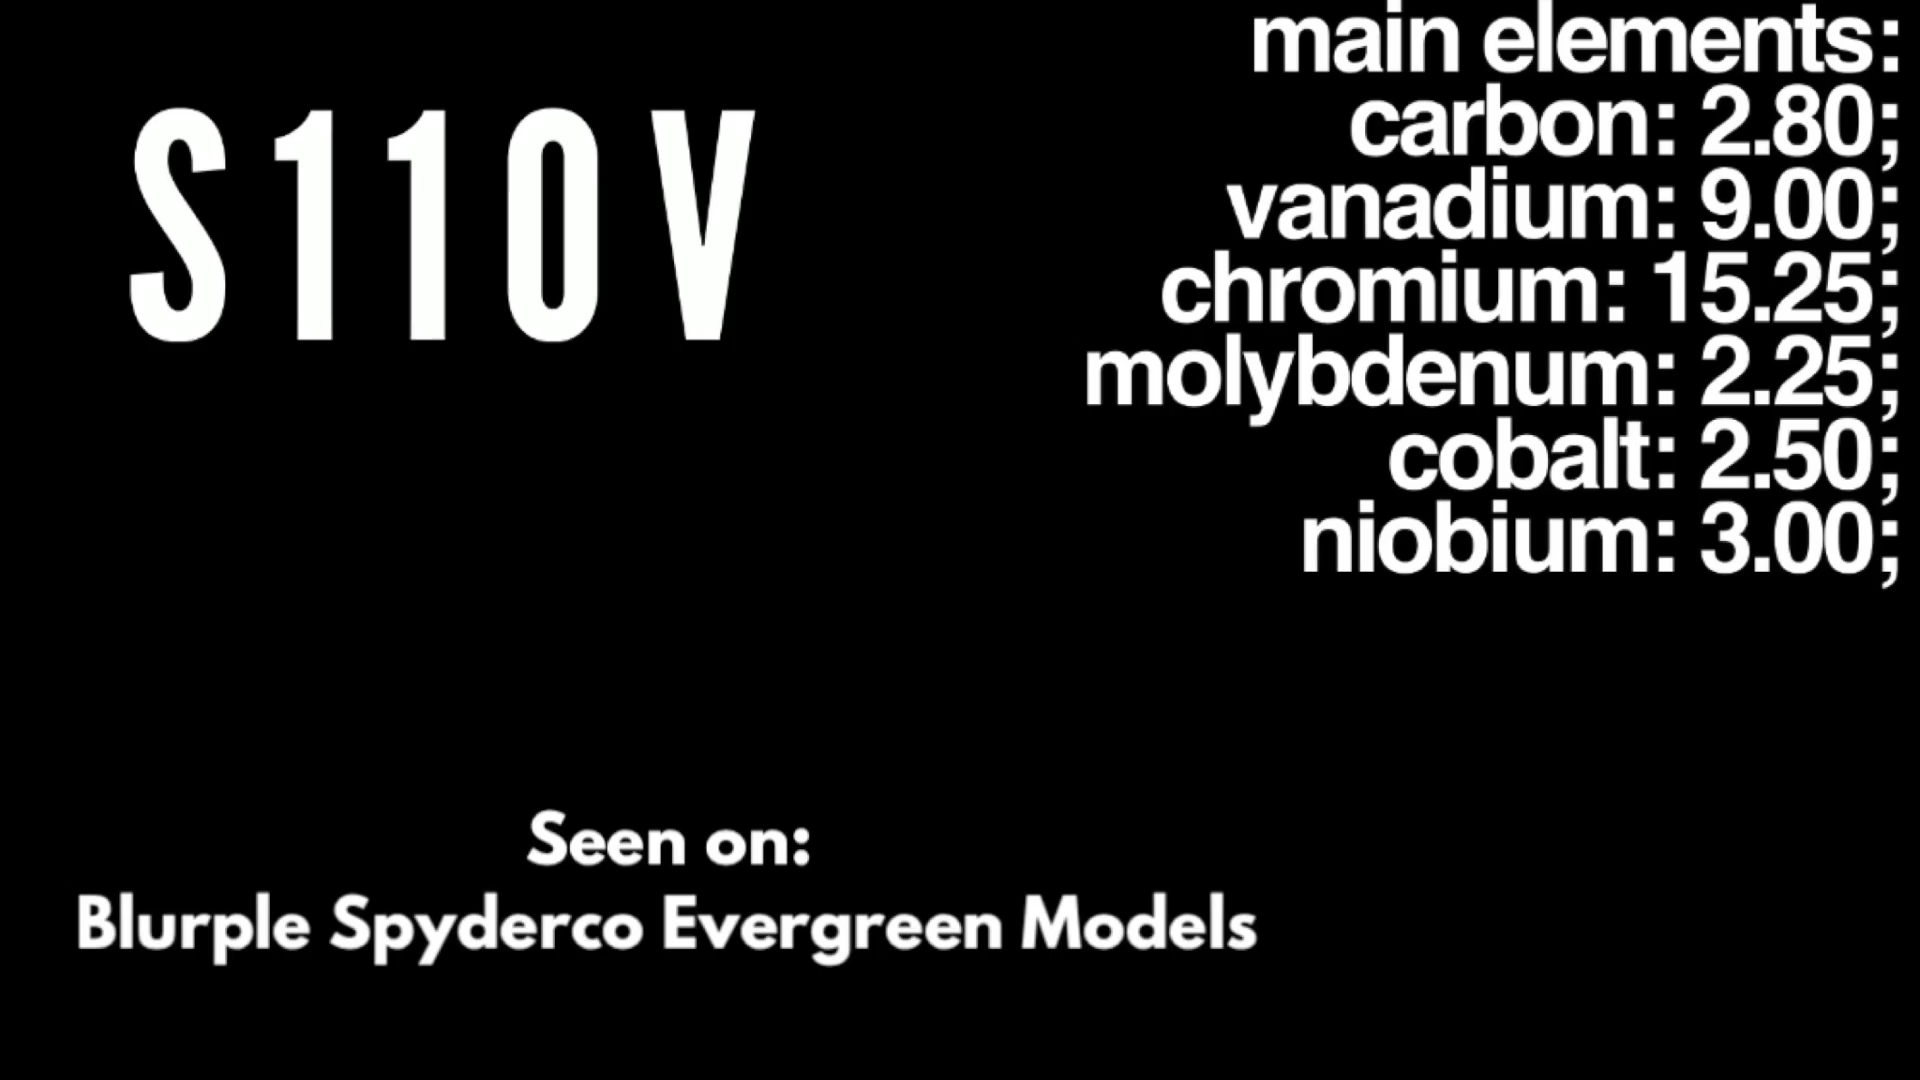 S110V
main elements:
carbon: 2.80;
vanadium: 9.00;
chromium: 15.25;
molybdenum: 2.25;
cobalt: 2.50;
niobium: 3.00;
Seen on:
Blurple Spyderco Evergreen Models